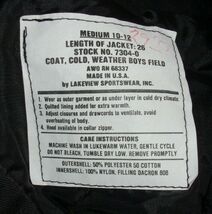 MEDIUM 10-12
LENGTH OF JACKET: 26
STOCK NO. 7304-0
COAT, COLD, WEATHER BOYS FIELD
AWO RN 66337
MADE IN U.S.A.
by LAKEVIEW SPORTSWEAR, INC.
1. Wear as outer garment or as under layer in cold dry climate.
2. Quilted lining added for extra warmth.
3. Adjust closures and drawcords to ventilate, avoid
overheating of body.
4. Hood available in collar zipper.
CARE INSTRUCTIONS
MACHINE WASH IN LUKEWARM WATER, GENTLE CYCLE
DO NOT BLEACH, TUMBLE DRY LOW. REMOVE PROMPTLY
OUTERSHELL: 50% POLYESTER 50 COTTON
INNERSHELL: 100% NYLON, FILLING DACRON 808